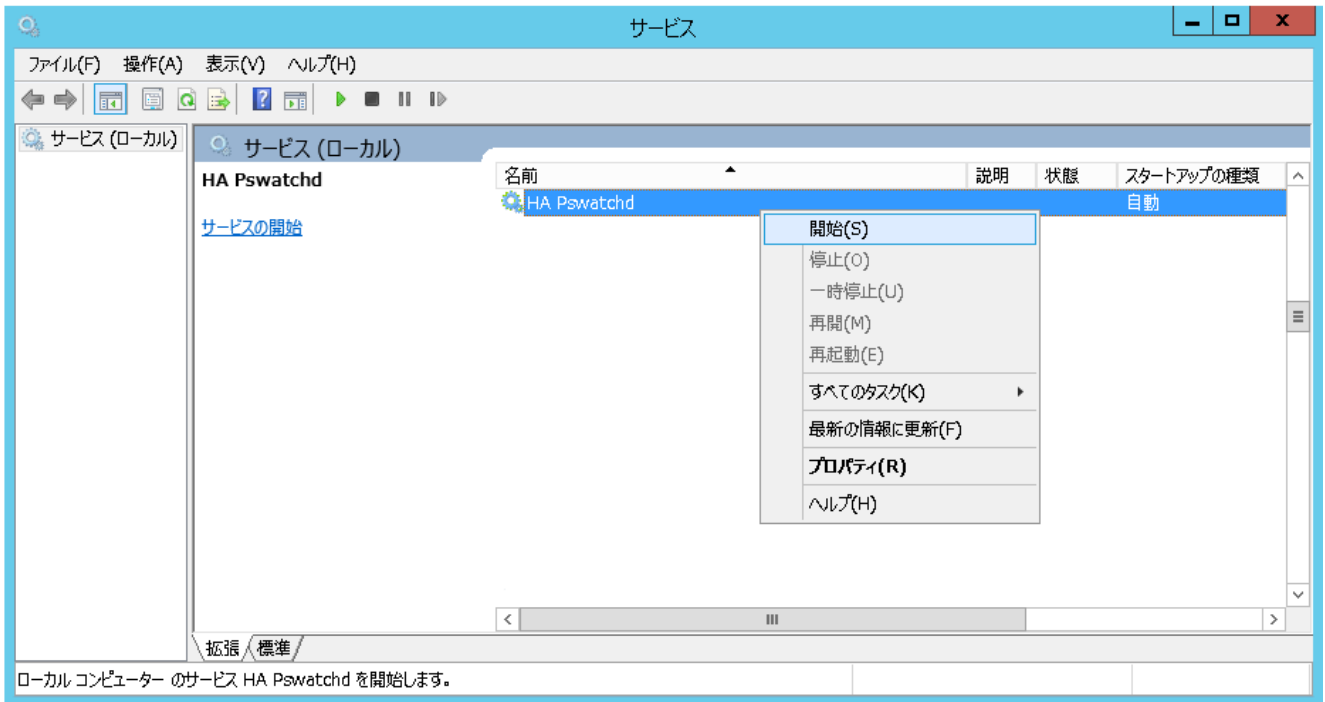 サービス
ファイル(F) 操作(A) 表示(V) ヘルプ(H)
サービス (ローカル)
サービス (ローカル)
HA Pswatchd
サービスの開始
名前 説明 状態 スタートアップの種類
HA Pswatchd 自動
開始(S)
停止(O)
一時停止(U)
再開(M)
再起動(E)
すべてのタスク(K)
最新の情報に更新(F)
プロパティ(R)
ヘルプ(H)
拡張 標準
ローカル コンピューター のサービス HA Pswatchd を開始します。